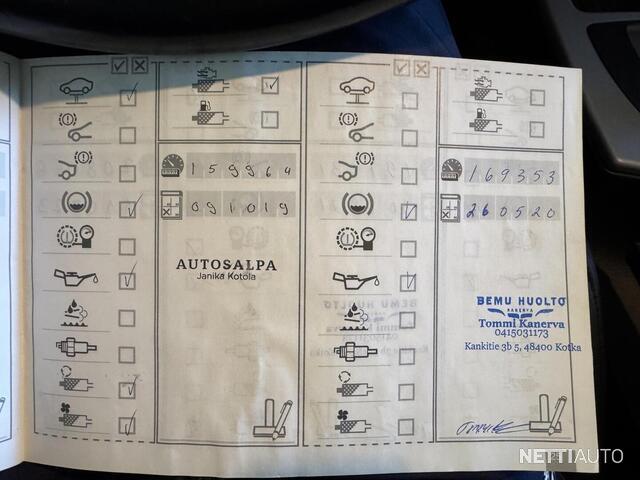 159964
091019
AUTOSALPA
Janika Kotola
169353
260520
BEMU HUOLTO
KANERVA
Tommi Kanerva
0415031173
Kankitie 3b 5, 48400 Kotka
NETTIAUTO